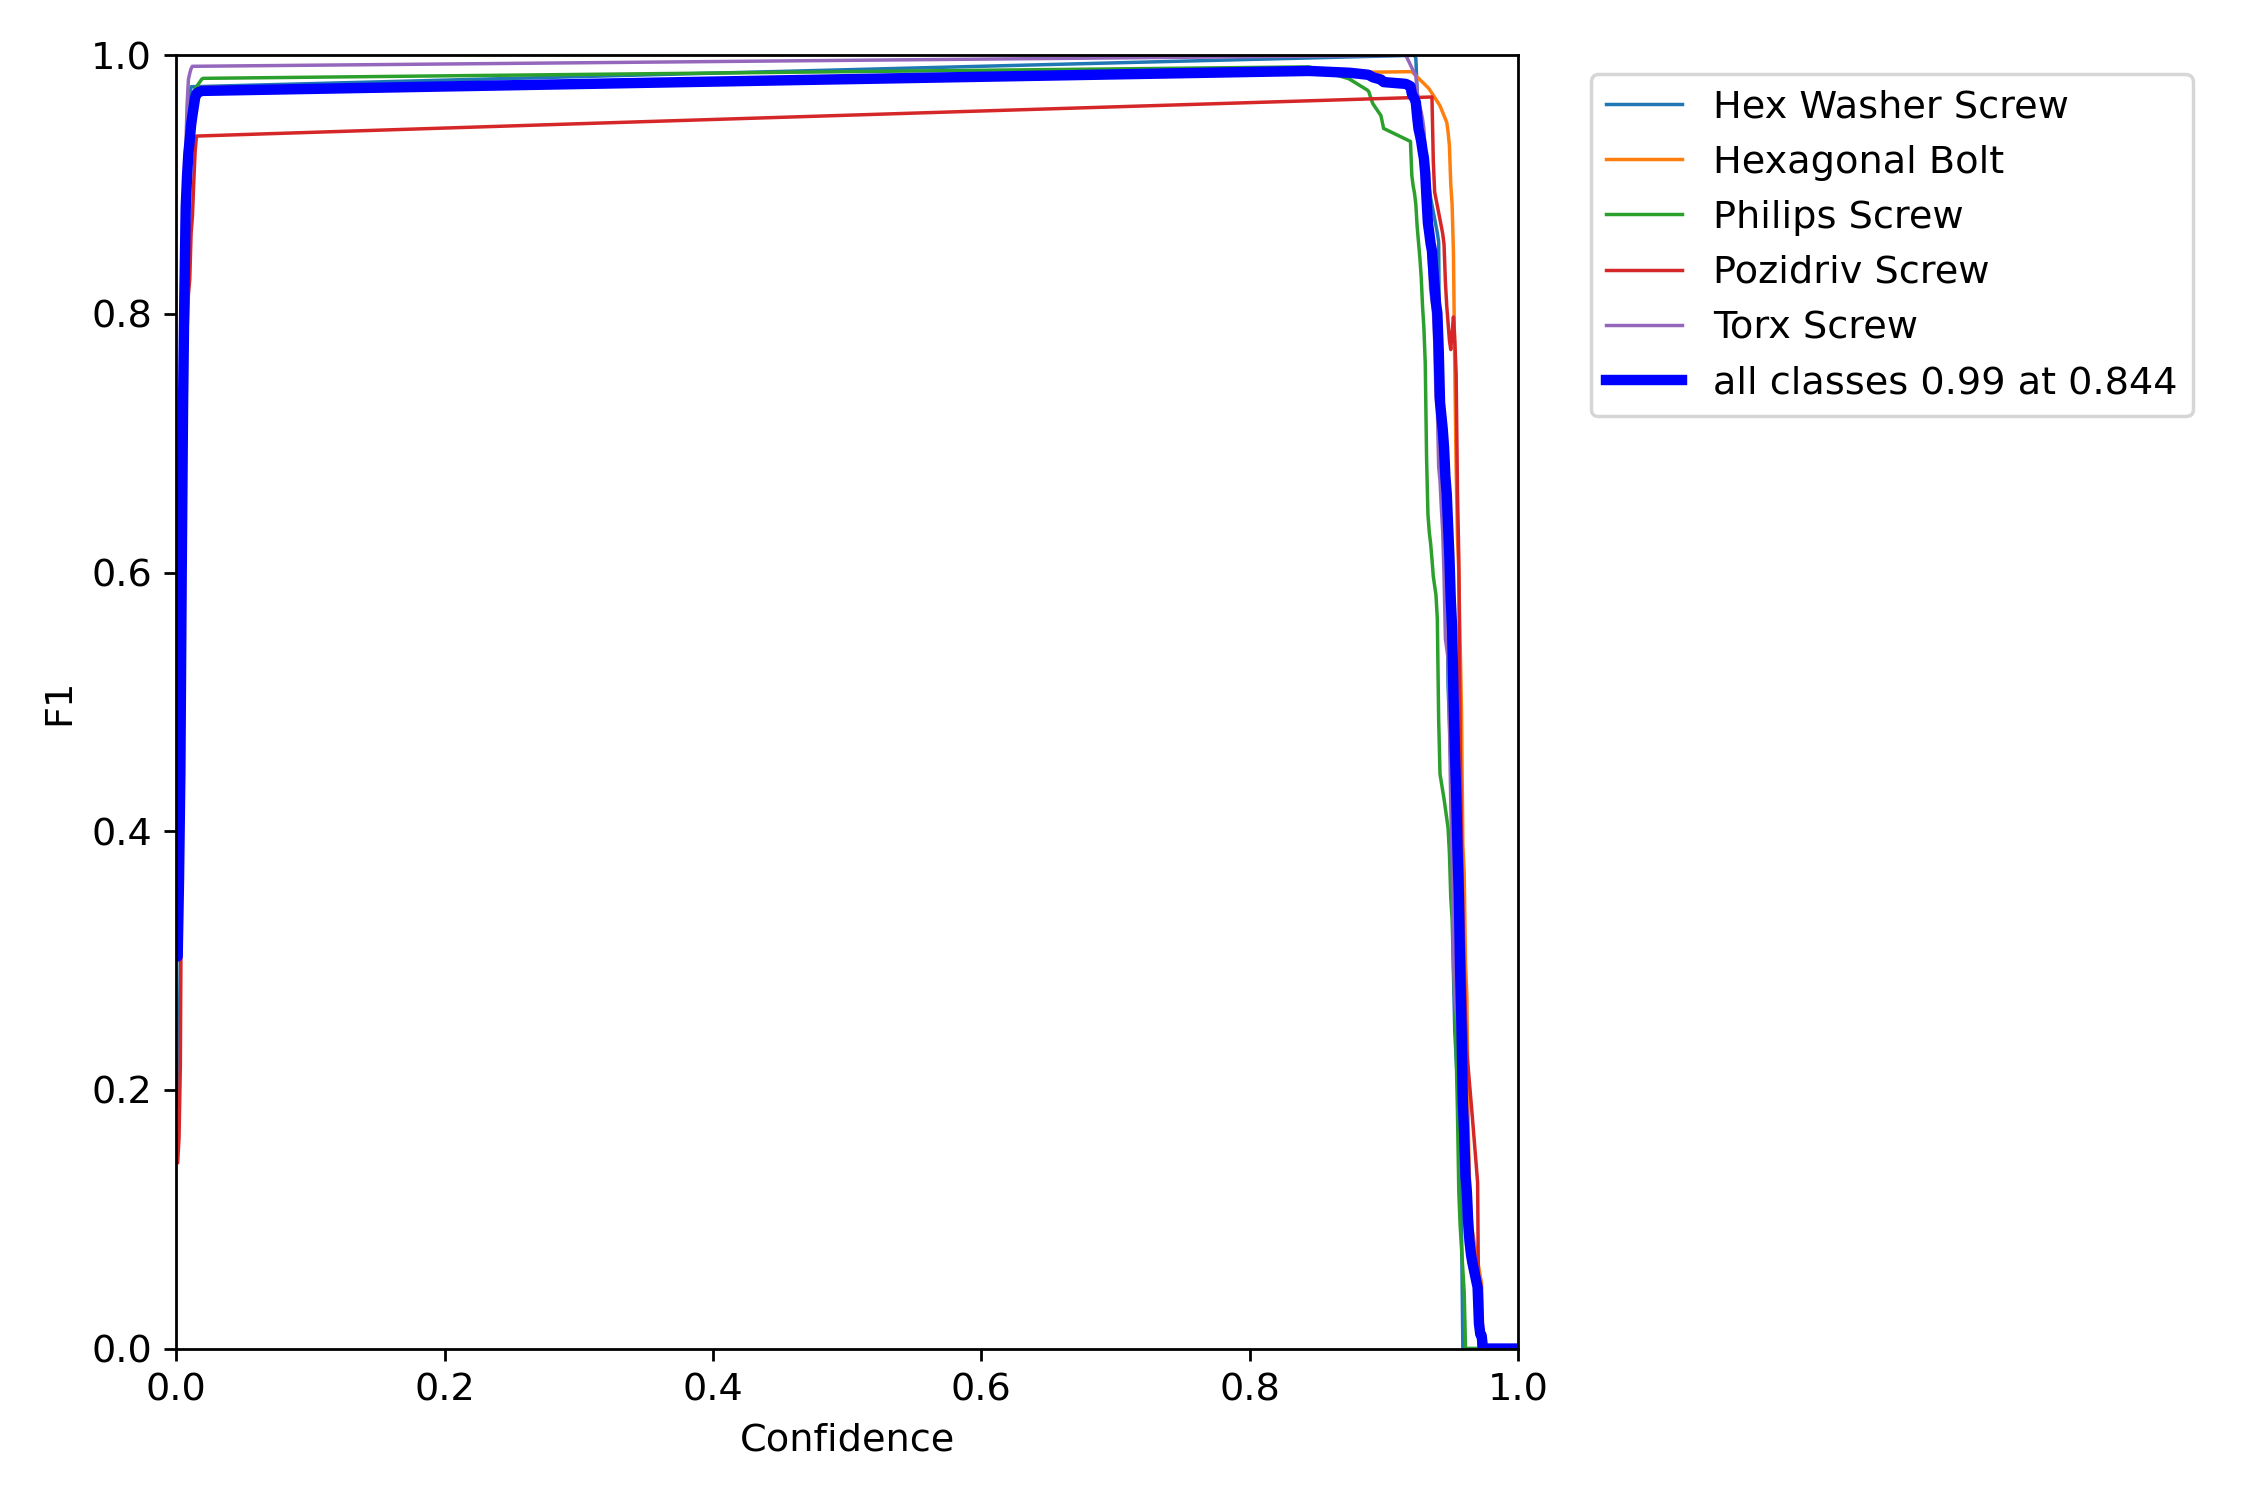 1.0
0.8
0.6
0.4
0.2
0.0
F1
0.0 0.2 0.4 0.6 0.8 1.0
Confidence
Hex Washer Screw
Hexagonal Bolt
Philips Screw
Pozidriv Screw
Torx Screw
all classes 0.99 at 0.844